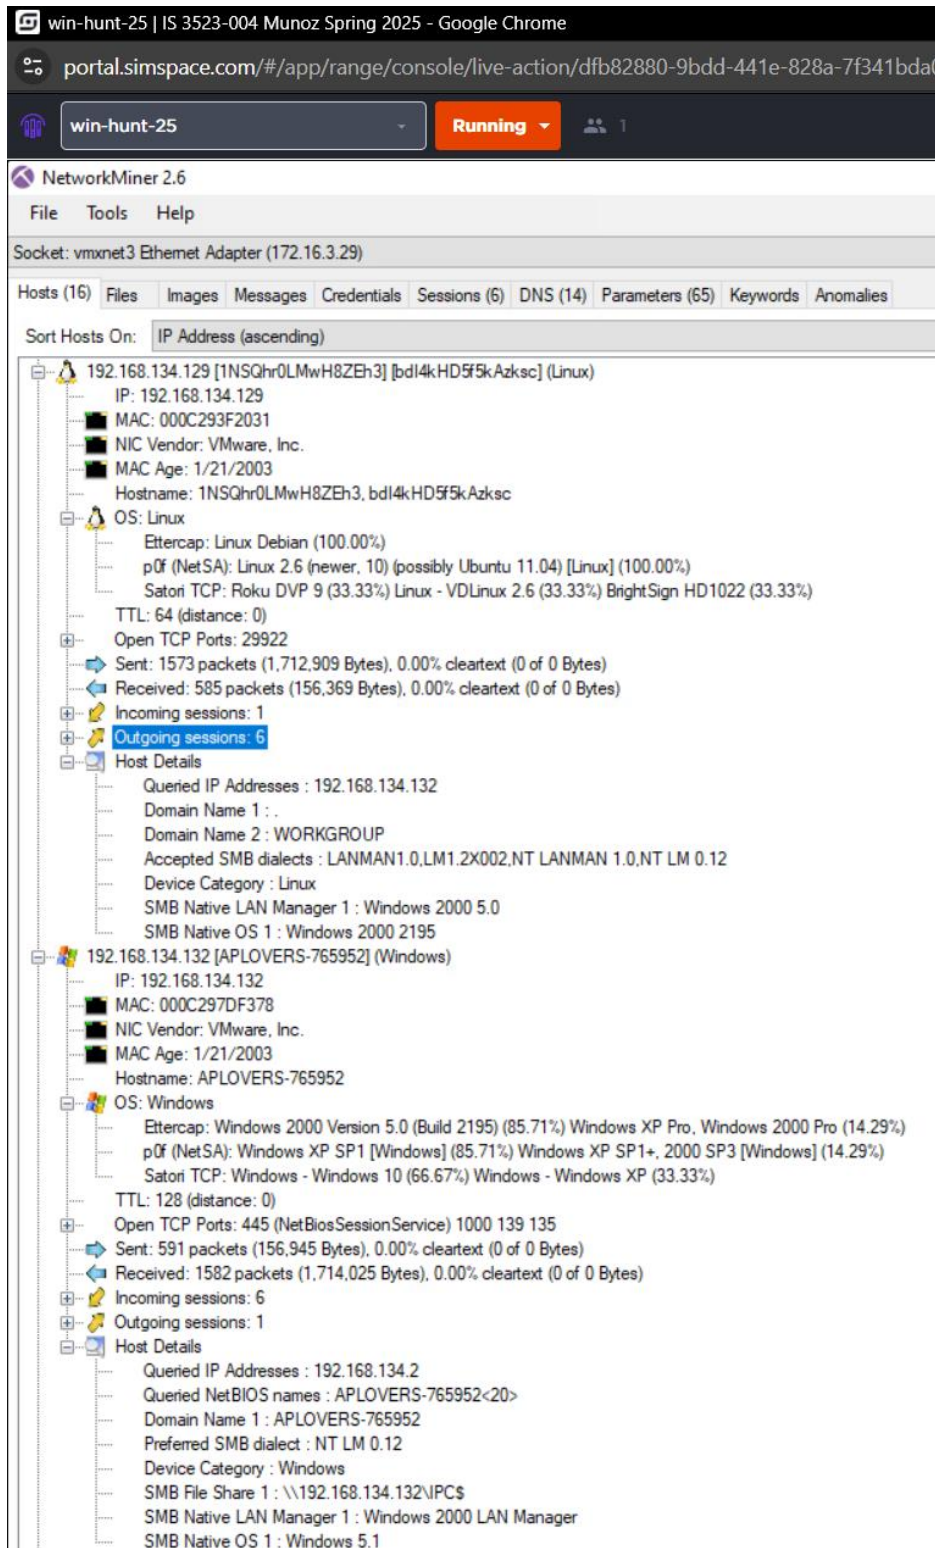 win-hunt-25 | IS 3523-004 Munoz Spring 2025 - Google Chrome
portal.simspace.com/#/app/range/console/live-action/dfb82880-9bdd-441e-828a-7f341bda
win-hunt-25 Running 1
NetworkMiner 2.6
File Tools Help
Socket: vmxnet3 Ethernet Adapter (172.16.3.29)
Hosts (16) Files Images Messages Credentials Sessions (6) DNS (14) Parameters (65) Keywords Anomalies
Sort Hosts On: IP Address (ascending)
192.168.134.129 [1NSQhr0LMwH8ZEh3] [bdI4kHD5f5kAzksc] (Linux)
IP: 192.168.134.129
MAC: 000C293F2031
NIC Vendor: VMware, Inc.
MAC Age: 1/21/2003
Hostname: 1NSQhr0LMwH8ZEh3, bdI4kHD5f5kAzksc
OS: Linux
Ettercap: Linux Debian (100.00%)
p0f (NetSA): Linux 2.6 (newer, 10) (possibly Ubuntu 11.04) [Linux] (100.00%)
Satori TCP: Roku DVP 9 (33.33%) Linux - VDLinux 2.6 (33.33%) BrightSign HD1022 (33.33%)
TTL: 64 (distance: 0)
Open TCP Ports: 29922
Sent: 1573 packets (1,712,909 Bytes), 0.00% cleartext (0 of 0 Bytes)
Received: 585 packets (156,369 Bytes), 0.00% cleartext (0 of 0 Bytes)
Incoming sessions: 1
Outgoing sessions: 6
Host Details
Queried IP Addresses : 192.168.134.132
Domain Name 1 : .
Domain Name 2 : WORKGROUP
Accepted SMB dialects : LANMAN1.0,LM1.2X002,NT LANMAN 1.0,NT LM 0.12
Device Category : Linux
SMB Native LAN Manager 1 : Windows 2000 5.0
SMB Native OS 1 : Windows 2000 2195
192.168.134.132 [APLOVERS-765952] (Windows)
IP: 192.168.134.132
MAC: 000C297DF378
NIC Vendor: VMware, Inc.
MAC Age: 1/21/2003
Hostname: APLOVERS-765952
OS: Windows
Ettercap: Windows 2000 Version 5.0 (Build 2195) (85.71%) Windows XP Pro, Windows 2000 Pro (14.29%)
p0f (NetSA): Windows XP SP1 [Windows] (85.71%) Windows XP SP1+, 2000 SP3 [Windows] (14.29%)
Satori TCP: Windows - Windows 10 (66.67%) Windows - Windows XP (33.33%)
TTL: 128 (distance: 0)
Open TCP Ports: 445 (NetBiosSessionService) 1000 139 135
Sent: 591 packets (156,945 Bytes), 0.00% cleartext (0 of 0 Bytes)
Received: 1582 packets (1,714,025 Bytes), 0.00% cleartext (0 of 0 Bytes)
Incoming sessions: 6
Outgoing sessions: 1
Host Details
Queried IP Addresses : 192.168.134.2
Queried NetBIOS names : APLOVERS-765952<20>
Domain Name 1 : APLOVERS-765952
Preferred SMB dialect : NT LM 0.12
Device Category : Windows
SMB File Share 1 : \\192.168.134.132\IPC$
SMB Native LAN Manager 1 : Windows 2000 LAN Manager
SMB Native OS 1 : Windows 5.1